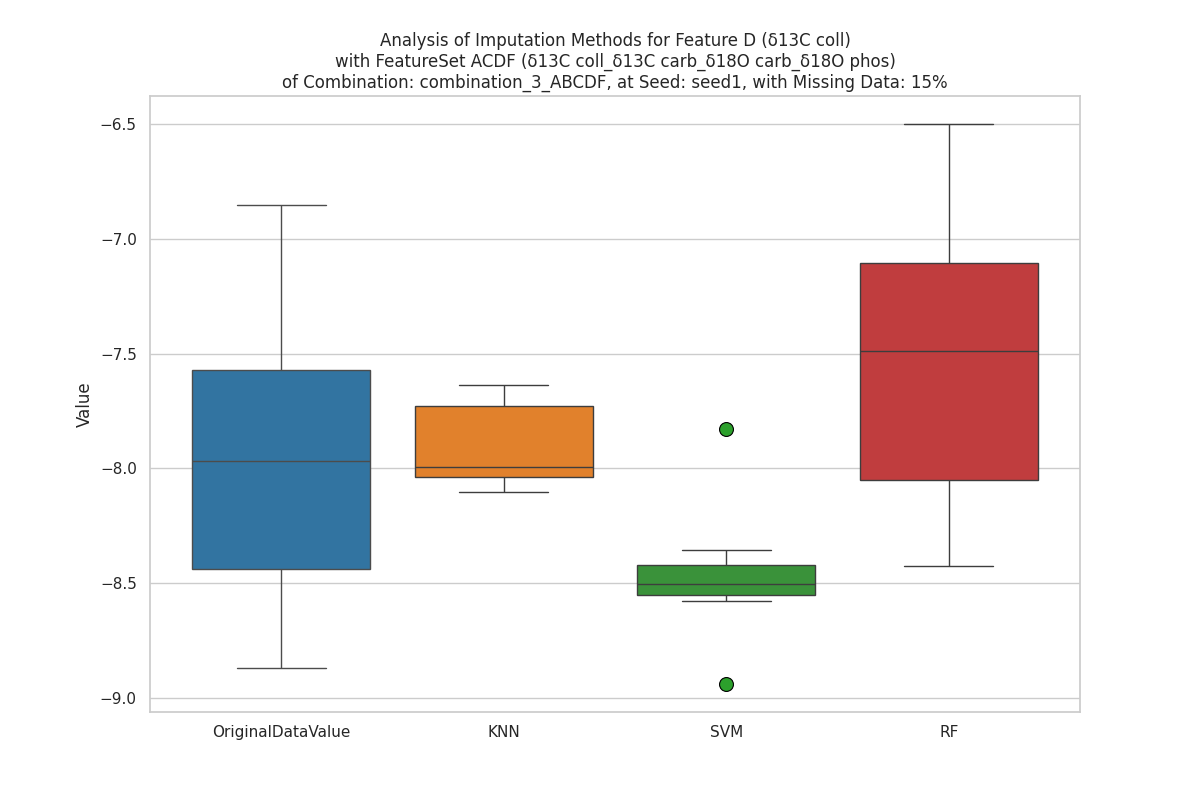 Analysis of Imputation Methods for Feature D (δ13C coll)
with FeatureSet ACDF (δ13C coll_δ13C carb_δ18O carb_δ18O phos)
of Combination: combination_3_ABCDF, at Seed: seed1, with Missing Data: 15%
−6.5
−7.0
−7.5
−8.0
−8.5
−9.0
Value
OriginalDataValue
KNN
SVM
RF